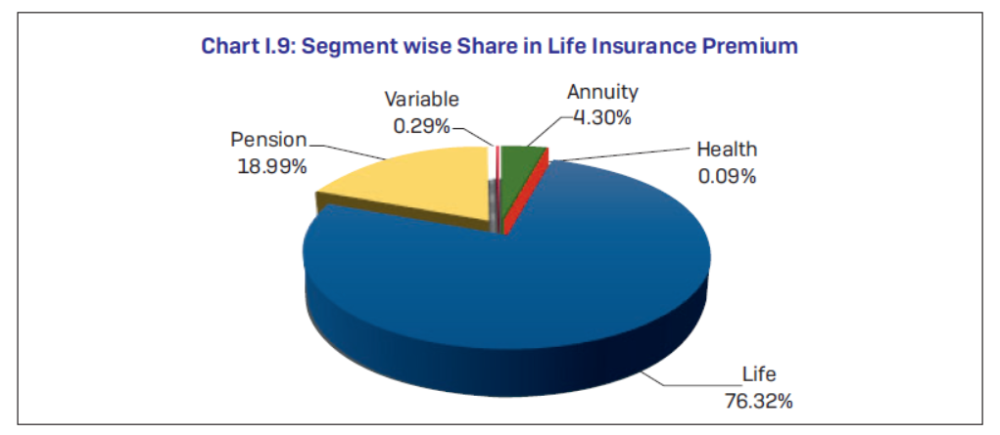 Chart I.9: Segment wise Share in Life Insurance Premium
Variable
0.29%
Annuity
4.30%
Pension
18.99%
Health
0.09%
Life
76.32%